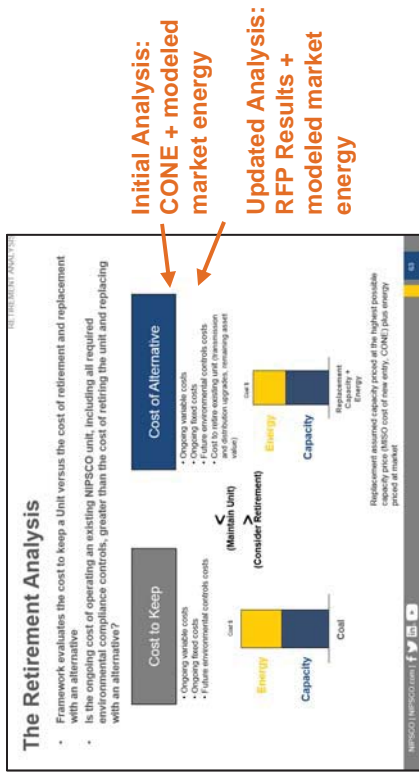 RETIREMENT ANALYSIS
The Retirement Analysis
• Framework evaluates the cost to keep a Unit versus the cost of retirement and replacement
with an alternative
• Is the ongoing cost of operating an existing NIPSCO unit, including all required
environmental compliance controls, greater than the cost of retiring the unit and replacing
with an alternative?
Cost to Keep
• Ongoing variable costs
• Ongoing fixed costs
• Future environmental controls costs
Cost $
Energy
Capacity
Coal
<
(Maintain Unit)
>
(Consider Retirement)
Cost of Alternative
• Ongoing variable costs
• Ongoing fixed costs
• Future environmental controls costs
• Cost to retire existing unit (transmission
and distribution upgrades, remaining asset
value)
Cost $
Energy
Capacity
Replacement
Capacity +
Energy
Replacement assumed capacity priced at the highest possible
capacity price (MISO cost of new entry, CONE) plus energy
priced at market
NIPSCO | NIPSCO.com |
63
Initial Analysis:
CONE + modeled
market energy
Updated Analysis:
RFP Results +
modeled market
energy